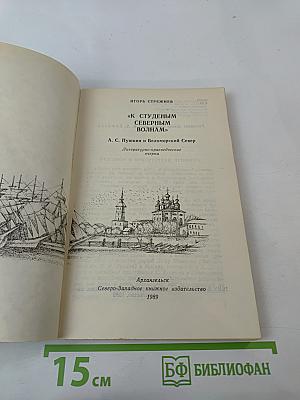 ИГОРЬ СТРЕЖНЕВ
«К СТУДЕНЫМ
СЕВЕРНЫМ
ВОЛНАМ»
А. С. Пушкин и Беломорский Север
Литературно-краеведческие
очерки
Архангельск
Северо-Западное книжное издательство
1989
15 см
БФ БИБЛИОФАН